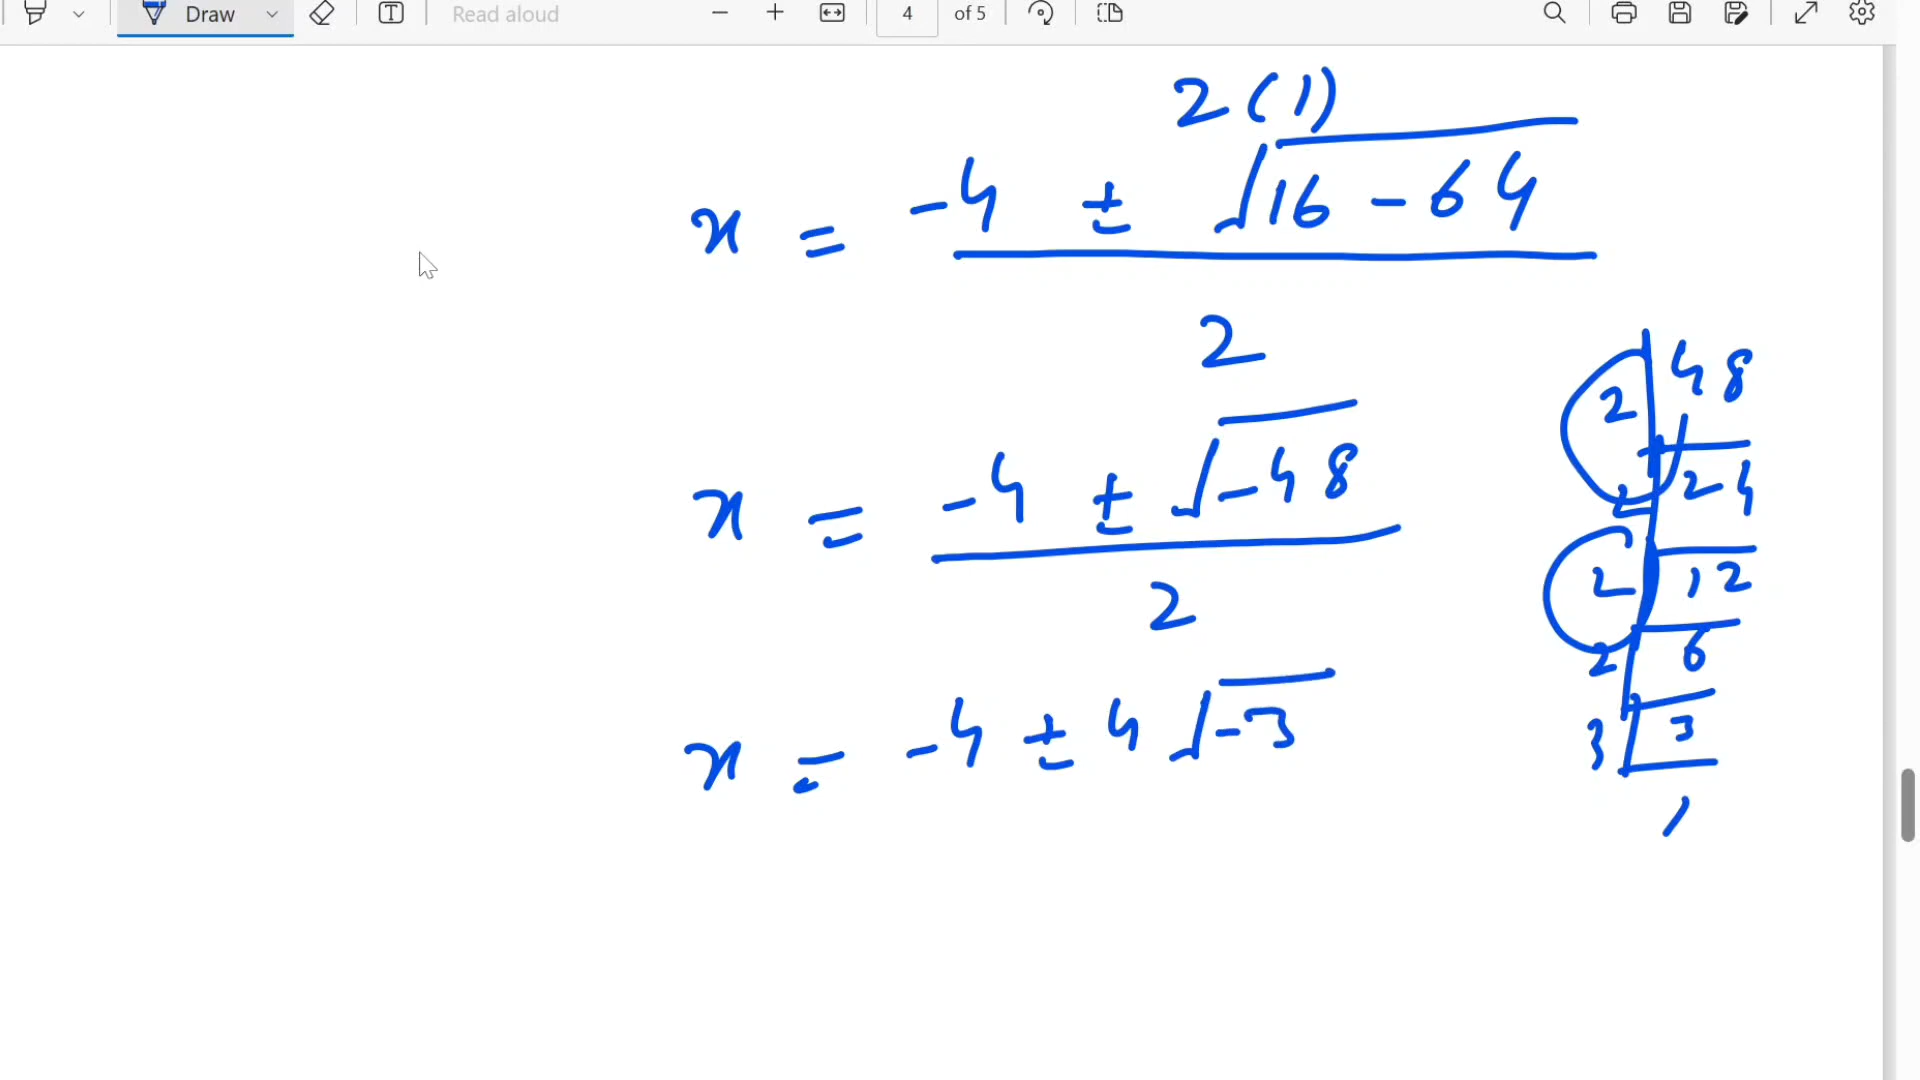 Draw Read aloud 4 of 5
2(1)
x = -4 ± √16 - 64
2
x = -4 ± √-48
2
x = -4 ± 4 √-3
2 48
2 24
2 12
2 6
3 3
1